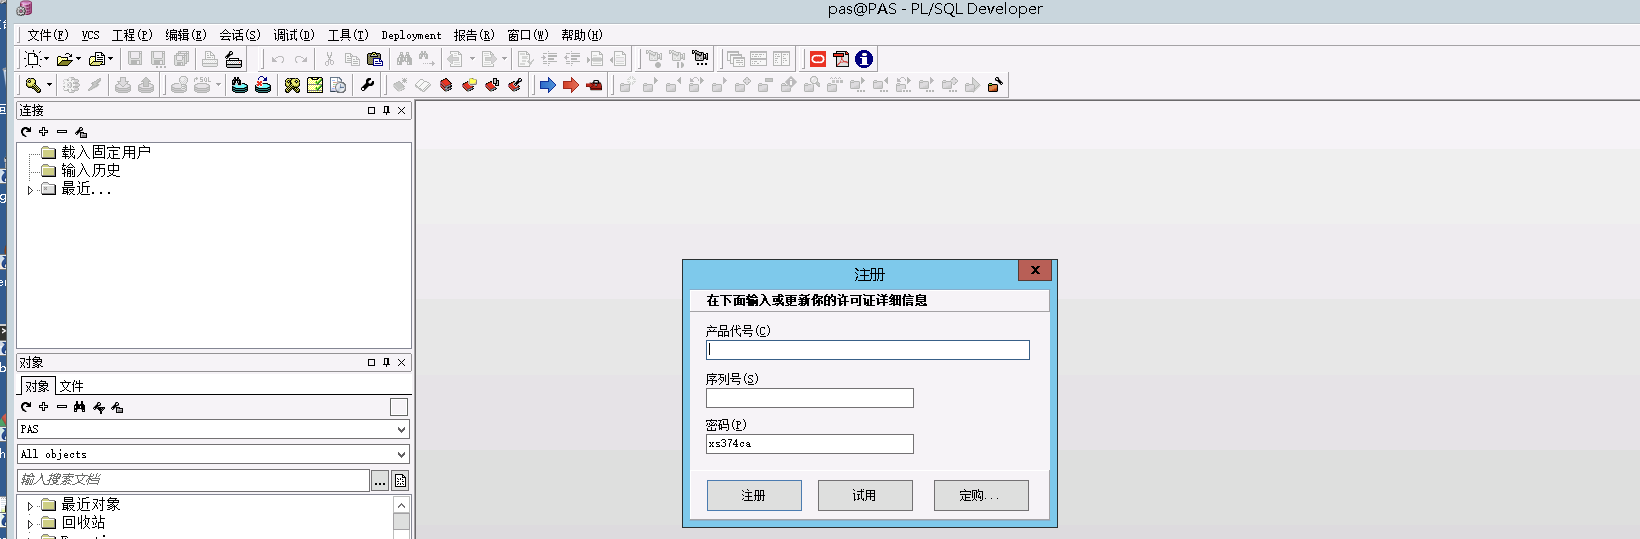 pas@PAS - PL/SQL Developer
文件(F) VCS 工程(P) 编辑(E) 会话(S) 调试(D) 工具(T) Deployment 报告(R) 窗口(W) 帮助(H)
连接
载入固定用户
输入历史
最近...
对象
对象 文件
PAS
All objects
输入搜索文档
...
最近对象
回收站
注册
在下面输入或更新你的许可证详细信息
产品代号(C)
序列号(S)
密码(P)
xs374ca
注册 试用 定购...